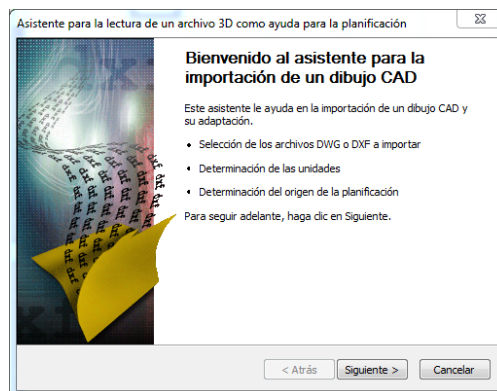 Asistente para la lectura de un archivo 3D como ayuda para la planificación
Bienvenido al asistente para la
importación de un dibujo CAD
Este asistente le ayuda en la importación de un dibujo CAD y
su adaptación.
• Selección de los archivos DWG o DXF a importar
• Determinación de las unidades
• Determinación del origen de la planificación
Para seguir adelante, haga clic en Siguiente.
< Atrás
Siguiente >
Cancelar